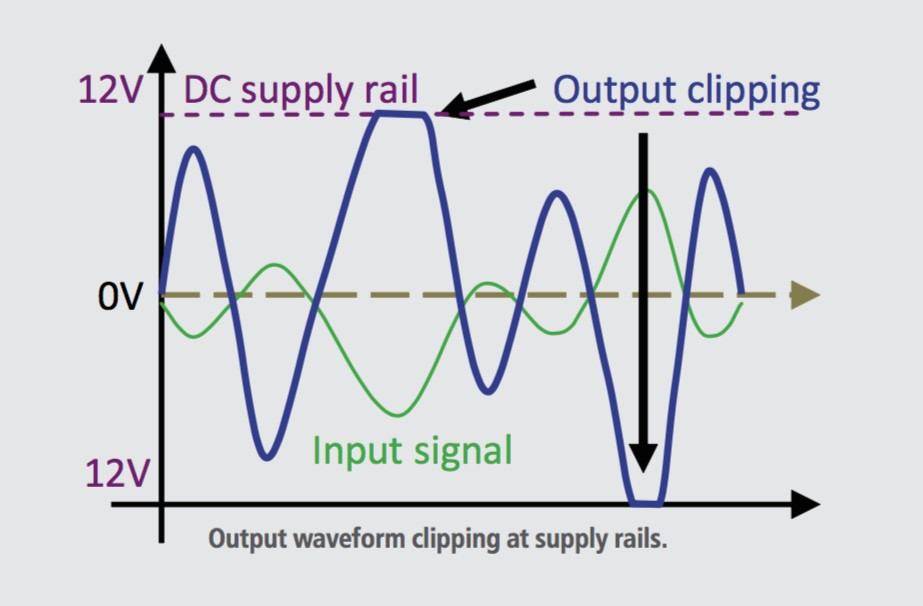 12V DC supply rail Output clipping
0V
Input signal
12V
Output waveform clipping at supply rails.